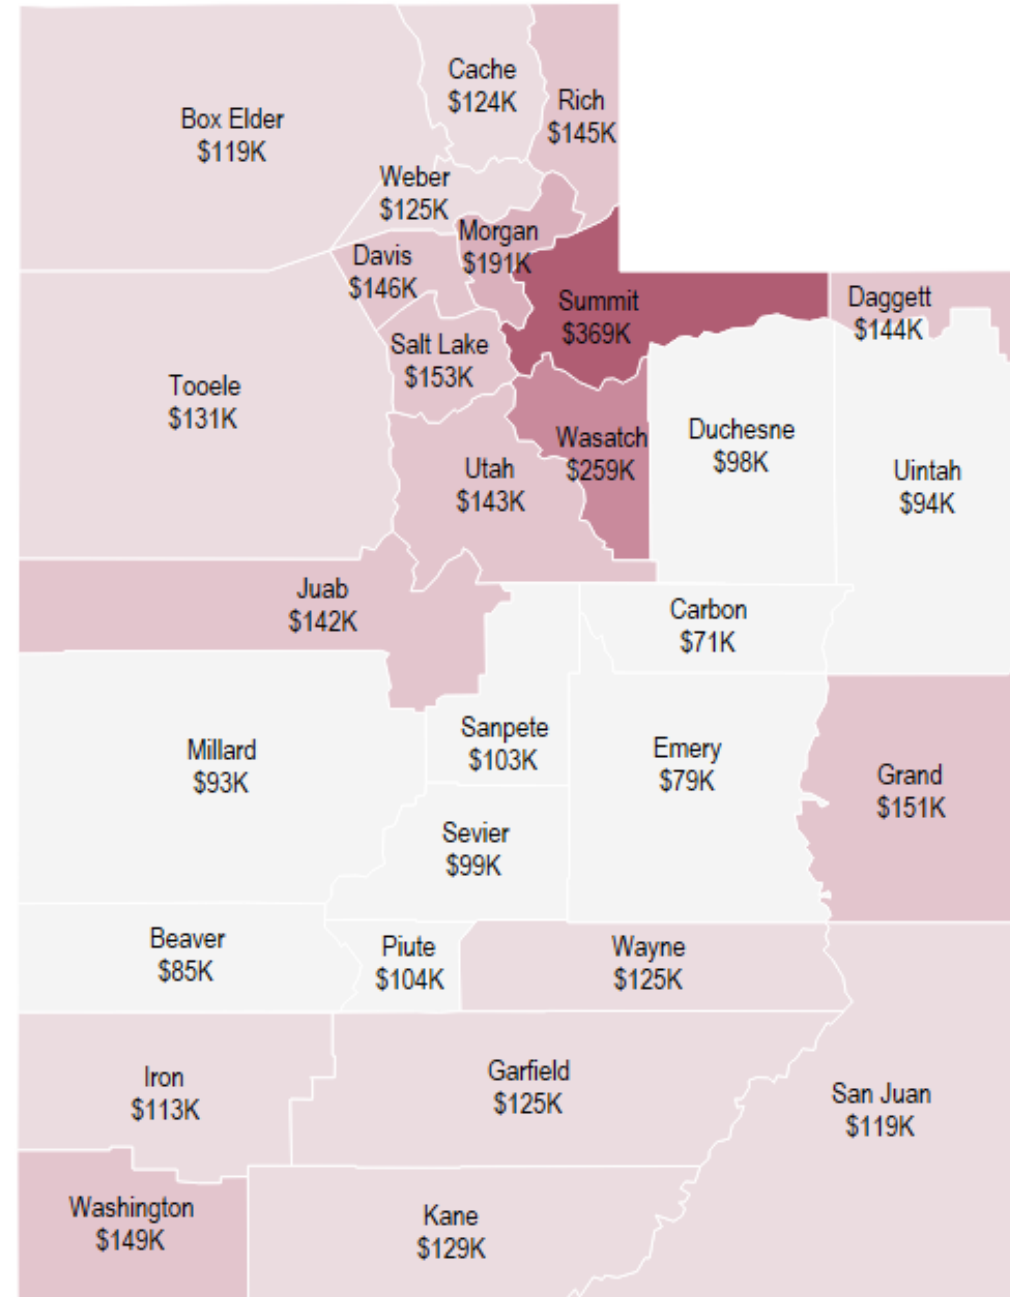 Cache
$124K
Rich
$145K
Box Elder
$119K
Weber
$125K
Morgan
$191K
Davis
$146K
Summit
$369K
Daggett
$144K
Salt Lake
$153K
Tooele
$131K
Wasatch
$259K
Duchesne
$98K
Utah
$143K
Uintah
$94K
Juab
$142K
Carbon
$71K
Sanpete
$103K
Millard
$93K
Emery
$79K
Grand
$151K
Sevier
$99K
Beaver
$85K
Piute
$104K
Wayne
$125K
Iron
$113K
Garfield
$125K
San Juan
$119K
Washington
$149K
Kane
$129K